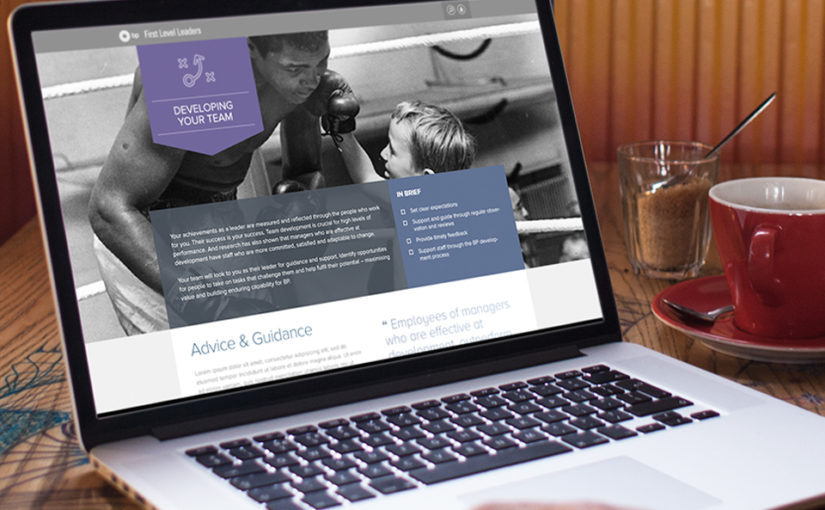 bp First Level Leaders
DEVELOPING
YOUR TEAM
Your achievements as a leader are measured and reflected through the people who work
for you. Their success is your success. Team development is crucial for high levels of
performance. And research has also shown that managers who are effective at
development have staff who are more committed, satisfied and adaptable to change.
Your team will look to you as their leader for guidance and support. Identify opportunities
for people to take on tasks that challenge them and help fulfil their potential – maximising
value and building enduring capability for BP.
IN BRIEF
Set clear expectations
Support and guide through regular obser-
vation and review
Provide timely feedback
Support staff through the BP develop-
ment process
Advice & Guidance
Lorem ipsum dolor sit amet, consectetur adipiscing elit, sed do
eiusmod tempor incididunt ut labore et dolore magna aliqua. Ut enim
“ Employees of managers
who are effective at
development outperform